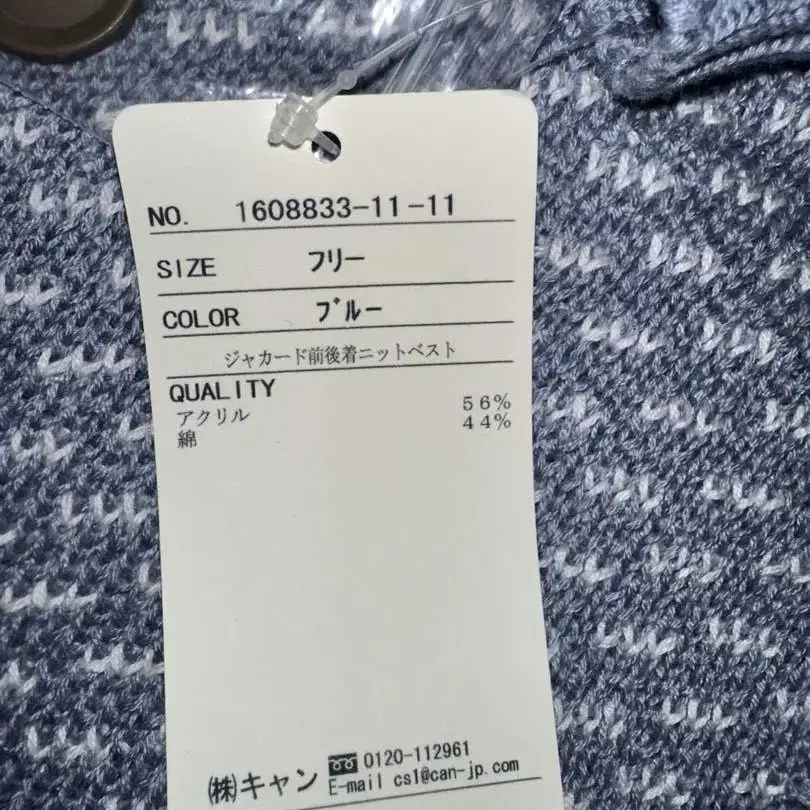 NO. 1608833-11-11
SIZE フリー
COLOR ブルー
ジャカード前後着ニットベスト
QUALITY
アクリル 56%
綿 44%
(株)キャン 0120-112961
E-mail cs1@can-jp.com